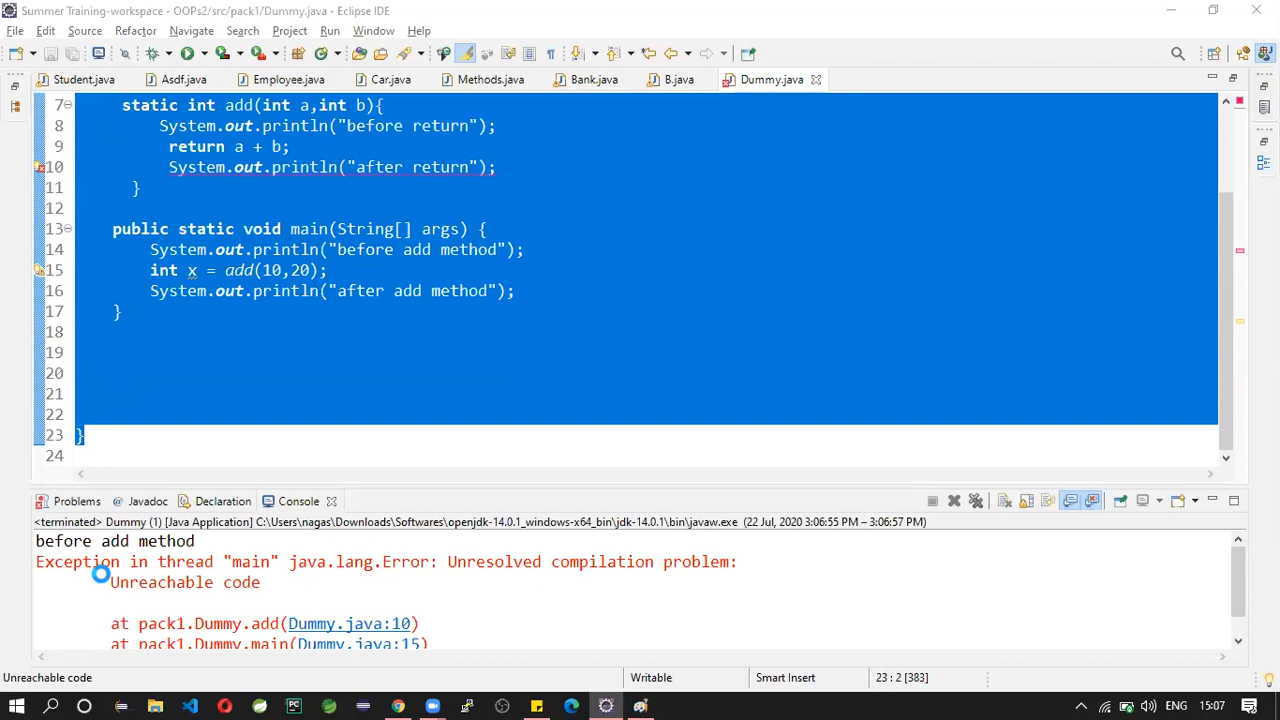 Summer Training-workspace - OOPs2/src/pack1/Dummy.java - Eclipse IDE
File Edit Source Refactor Navigate Search Project Run Window Help
Student.java Asdf.java Employee.java Car.java Methods.java Bank.java B.java Dummy.java
7 static int add(int a,int b){
8 System.out.println("before return");
9 return a + b;
10 System.out.println("after return");
11 }
12
13 public static void main(String[] args) {
14 System.out.println("before add method");
15 int x = add(10,20);
16 System.out.println("after add method");
17 }
18
19
20
21
22
23 }
24
Problems @ Javadoc Declaration Console
<terminated> Dummy (1) [Java Application] C:\Users\nagas\Downloads\Softwares\openjdk-14.0.1_windows-x64_bin\jdk-14.0.1\bin\javaw.exe (22 Jul, 2020 3:06:55 PM - 3:06:57 PM)
before add method
Exception in thread "main" java.lang.Error: Unresolved compilation problem:
Unreachable code
at pack1.Dummy.add(Dummy.java:10)
at pack1.Dummy.main(Dummy.java:15)
Unreachable code Writable Smart Insert 23 : 2 [383]
ENG 15:07